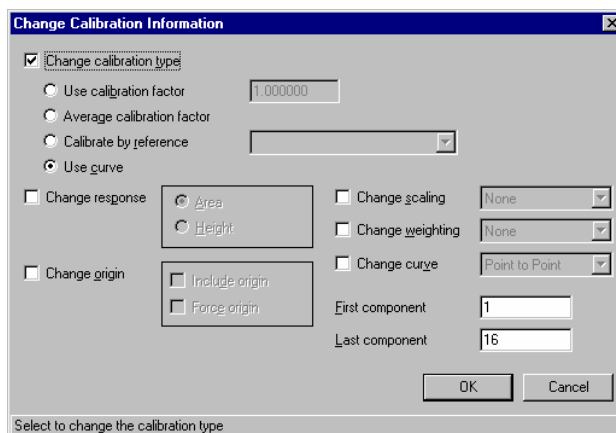 Change Calibration Information
Change calibration type
Use calibration factor
1.000000
Average calibration factor
Calibrate by reference
Use curve
Change response
Area
Height
Change scaling
None
Change weighting
None
Change curve
Point to Point
Change origin
Include origin
Force origin
First component
1
Last component
16
OK
Cancel
Select to change the calibration type